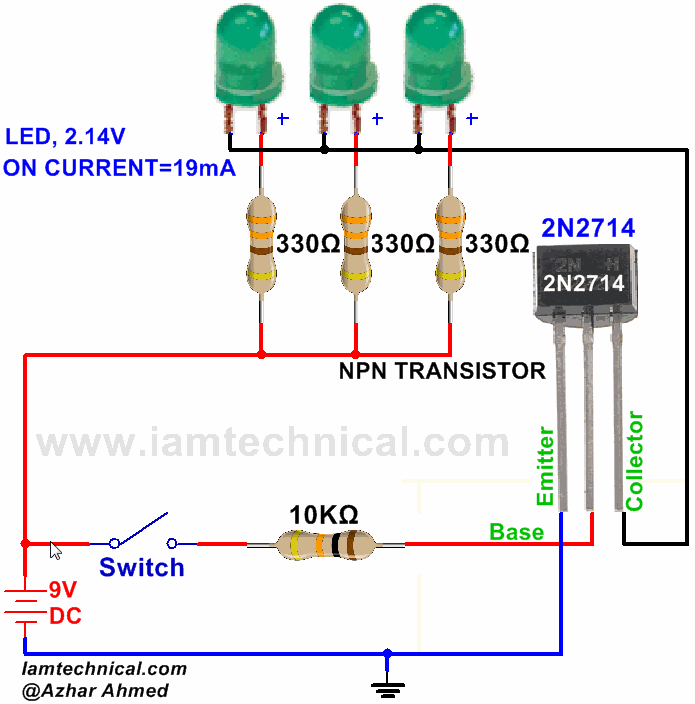 + + +
LED, 2.14V
ON CURRENT=19mA
330Ω 330Ω 330Ω
2N2714
2N H
2N2714
NPN TRANSISTOR
www.iamtechnical.com
Emitter
Collector
10KΩ
Base
Switch
9V
DC
Iamtechnical.com
@Azhar Ahmed